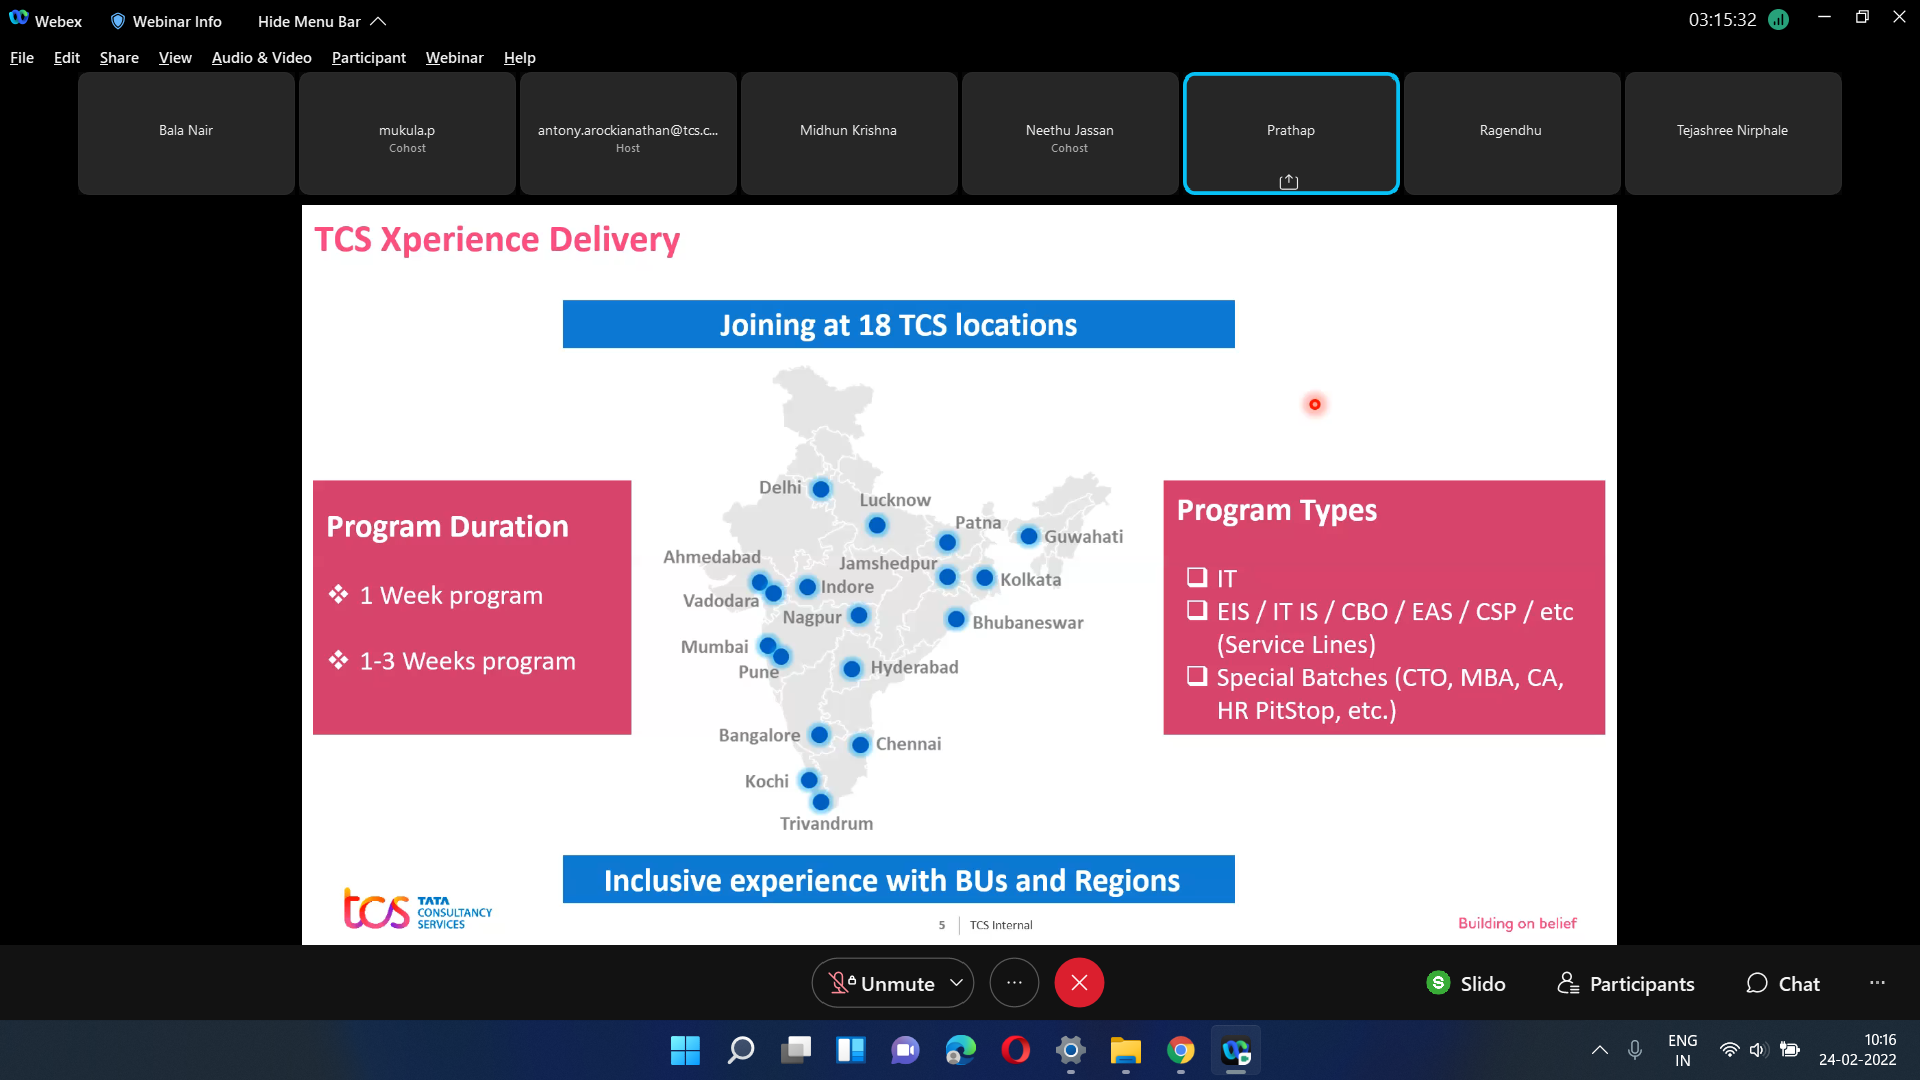 Webex
Webinar Info
Hide Menu Bar
03:15:32
File Edit Share View Audio & Video Participant Webinar Help
Bala Nair
mukula.p
Cohost
antony.arockianathan@tcs.c...
Host
Midhun Krishna
Neethu Jassan
Cohost
Prathap
Ragendhu
Tejashree Nirphale
TCS Xperience Delivery
Joining at 18 TCS locations
Program Duration
❖ 1 Week program
❖ 1-3 Weeks program
Delhi
Lucknow
Patna
Guwahati
Ahmedabad
Jamshedpur
Indore
Kolkata
Vadodara
Nagpur
Bhubaneswar
Mumbai
Pune
Hyderabad
Bangalore
Chennai
Kochi
Trivandrum
Program Types
❑ IT
❑ EIS / IT IS / CBO / EAS / CSP / etc
(Service Lines)
❑ Special Batches (CTO, MBA, CA,
HR PitStop, etc.)
Inclusive experience with BUs and Regions
tcs
TATA
CONSULTANCY
SERVICES
5
TCS Internal
Building on belief
Unmute
Slido
Participants
Chat
ENG
IN
10:16
24-02-2022